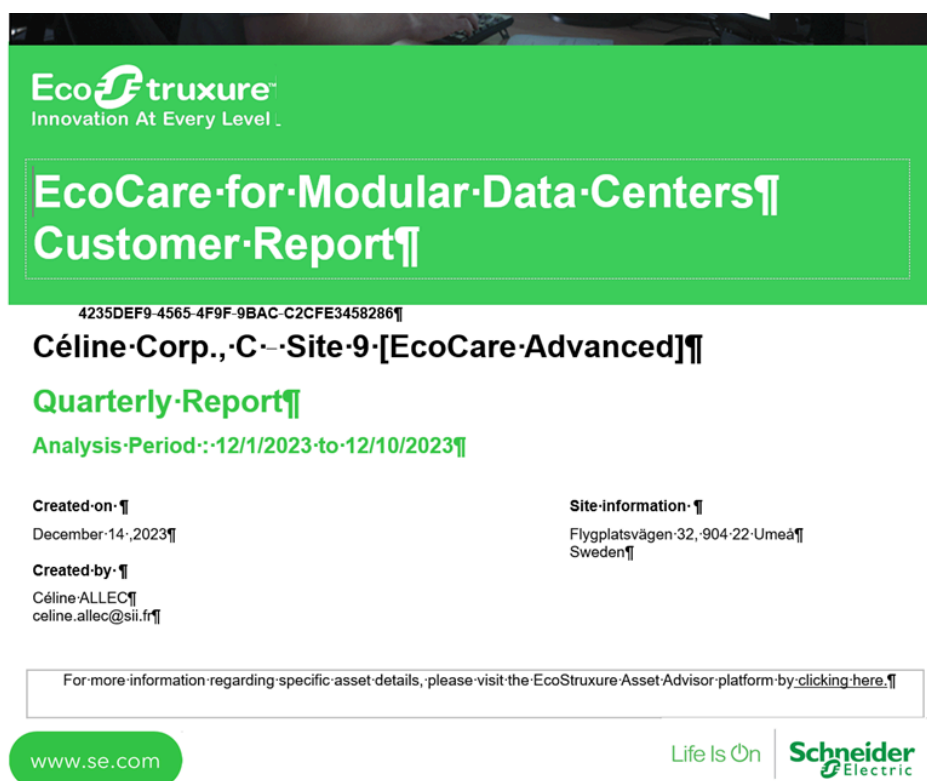 EcoStruxure™
Innovation At Every Level
EcoCare·for·Modular·Data·Centers¶
Customer·Report¶
4235DEF9-4565-4F9F-9BAC-C2CFE3458286¶
Céline·Corp.,·C·–·Site·9·[EcoCare·Advanced]¶
Quarterly·Report¶
Analysis·Period·:·12/1/2023·to·12/10/2023¶
Created·on·¶
December·14·,2023¶
Created·by·¶
Céline·ALLEC¶
celine.allec@sii.fr¶
Site·information·¶
Flygplatsvägen·32,·904·22·Umeå¶
Sweden¶
For·more·information·regarding·specific·asset·details,·please·visit·the·EcoStruxure·Asset·Advisor·platform·by·clicking·here.¶
www.se.com
Life Is On
Schneider
Electric